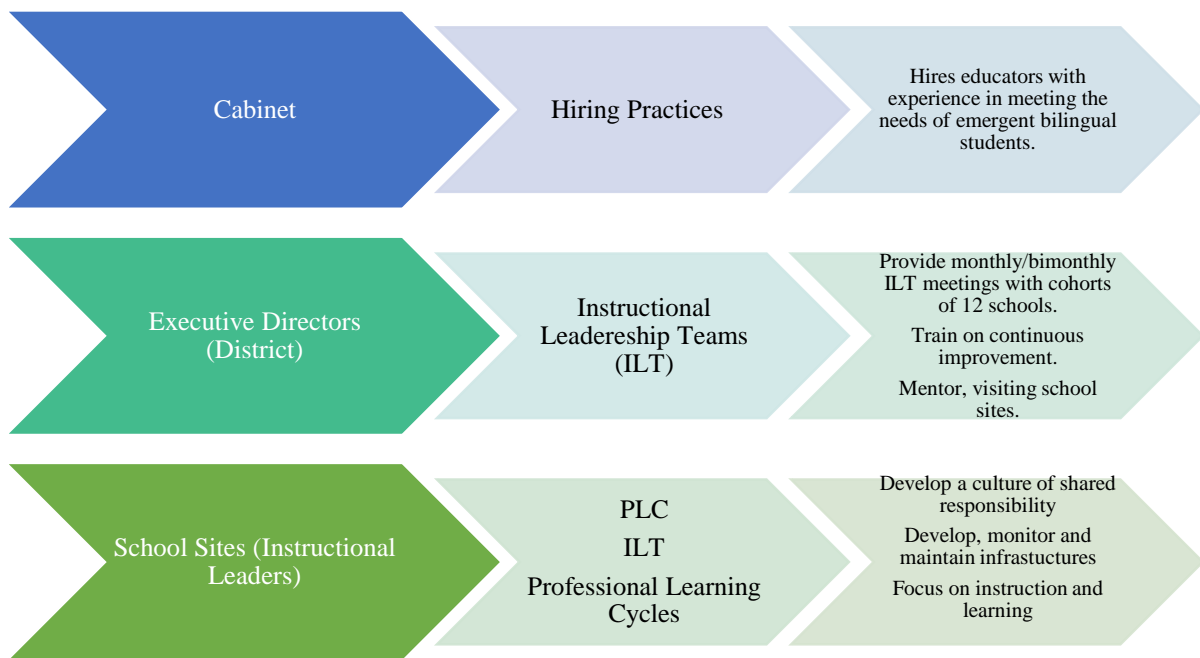 Cabinet
Hiring Practices
Hires educators with
experience in meeting the
needs of emergent bilingual
students.
Executive Directors
(District)
Instructional
Leadereship Teams
(ILT)
Provide monthly/bimonthly
ILT meetings with cohorts
of 12 schools.
Train on continuous
improvement.
Mentor, visiting school
sites.
School Sites (Instructional
Leaders)
PLC
ILT
Professional Learning
Cycles
Develop a culture of shared
responsibility
Develop, monitor and
maintain infrastuctures
Focus on instruction and
learning